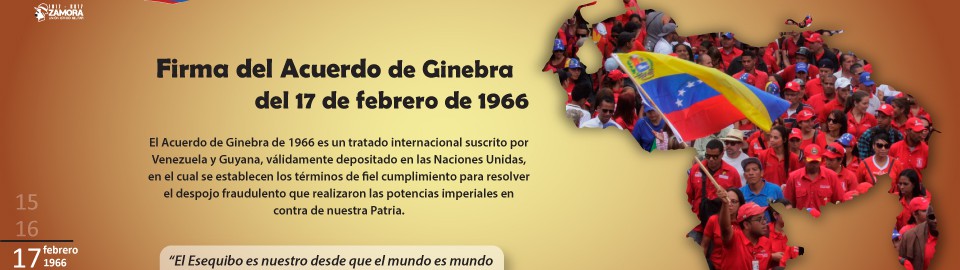 ZAMORA
Firma del Acuerdo de Ginebra
del 17 de febrero de 1966
El Acuerdo de Ginebra de 1966 es un tratado internacional suscrito por
Venezuela y Guyana, válidamente depositado en las Naciones Unidas,
en el cual se establecen los términos de fiel cumplimiento para resolver
el despojo fraudulento que realizaron las potencias imperiales en
contra de nuestra Patria.
15
16
17 febrero
1966
“El Esequibo es nuestro desde que el mundo es mundo